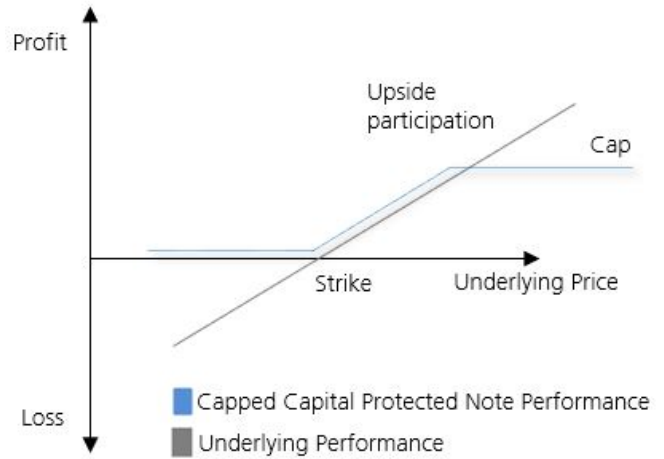 Profit
Upside
participation
Cap
Strike
Underlying Price
Loss
Capped Capital Protected Note Performance
Underlying Performance